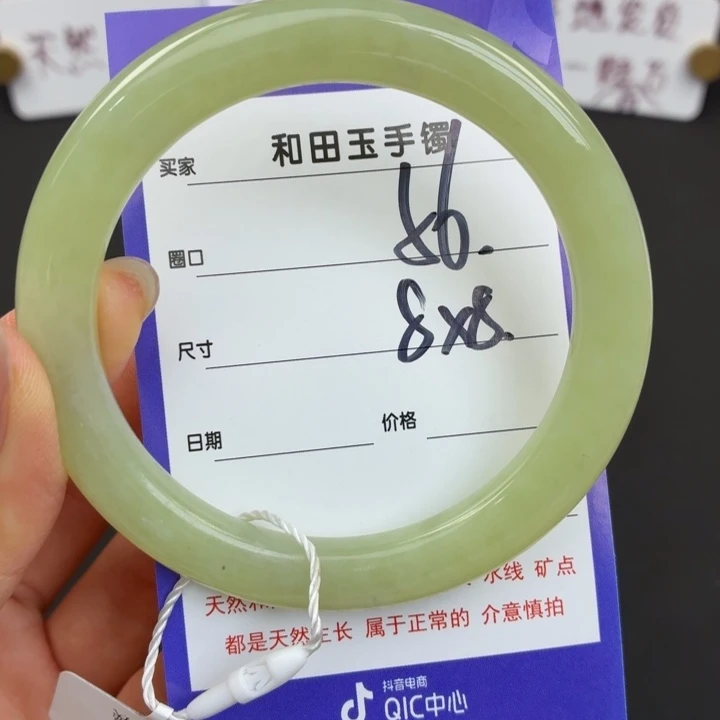 天然
和田玉手镯
买家
圈口 56.
尺寸 8x8.
日期 价格
水线 矿点
都是天然生长 属于正常的 介意慎拍
抖音电商
QIC中心